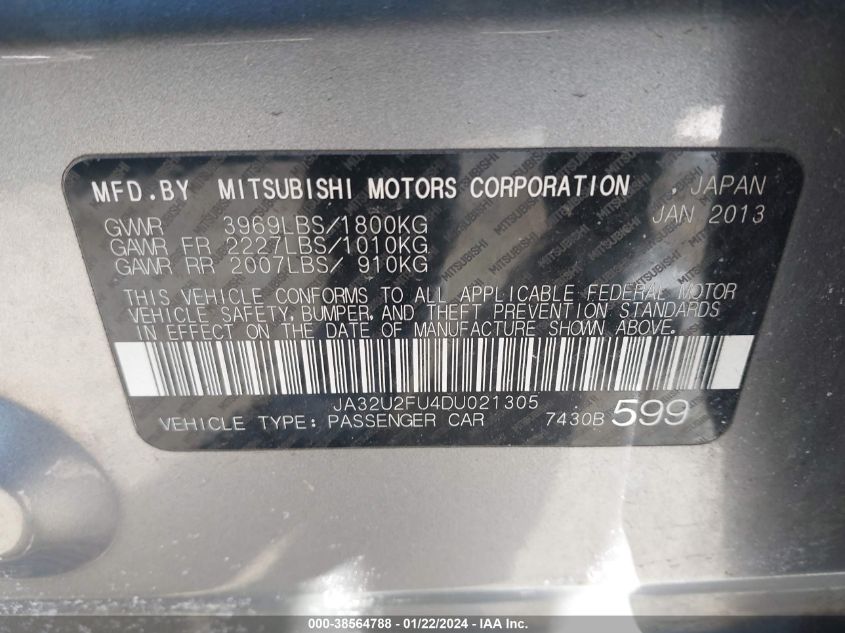 MFD.BY MITSUBISHI MOTORS CORPORATION , JAPAN
JAN 2013
GVWR 3969LBS/1800KG
GAWR FR 2227LBS/1010KG
GAWR RR 2007LBS/ 910KG
THIS VEHICLE CONFORMS TO ALL APPLICABLE FEDERAL MOTOR
VEHICLE SAFETY, BUMPER, AND THEFT PREVENTION STANDARDS
IN EFFECT ON THE DATE OF MANUFACTURE SHOWN ABOVE.
JA32U2FU4DU021305
VEHICLE TYPE: PASSENGER CAR 7430B 599
000-38564788 - 01/22/2024 - IAA Inc.